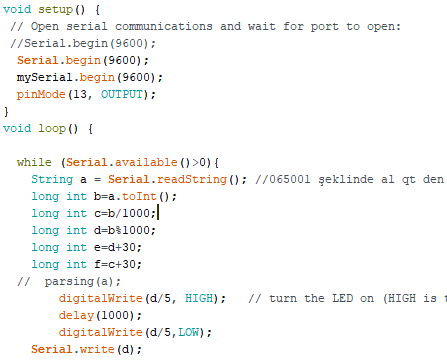 void setup() {
// Open serial communications and wait for port to open:
//Serial.begin(9600);
Serial.begin(9600);
mySerial.begin(9600);
pinMode(13, OUTPUT);
}
void loop() {
while (Serial.available()>0){
String a = Serial.readString(); //065001 şeklinde al qt den
long int b=a.toInt();
long int c=b/1000;
long int d=b%1000;
long int e=d+30;
long int f=c+30;
// parsing(a);
digitalWrite(d/5, HIGH); // turn the LED on (HIGH is t
delay(1000);
digitalWrite(d/5,LOW);
Serial.write(d);